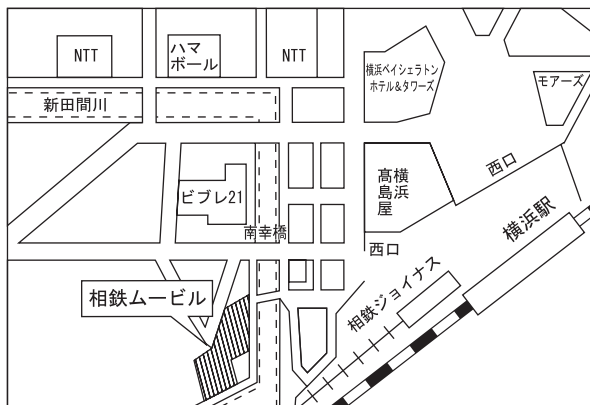 NTT
ハマ
ボール
NTT
横浜ベイシェラトン
ホテル&タワーズ
モアーズ
新田間川
西口
横浜
髙島屋
ビブレ21
南幸橋
西口
横浜駅
相鉄ジョイナス
相鉄ムービル